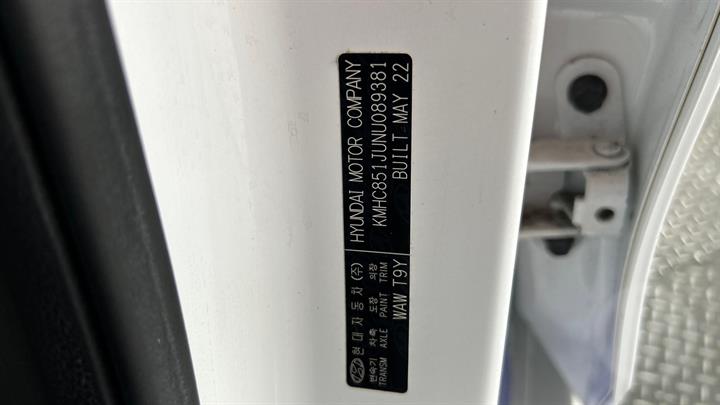 현대자동차(주) HYUNDAI MOTOR COMPANY
변속기 차축 도장 외장 KMHC851JUNU089381
TRANSM AXLE PAINT TRIM
WAW T9Y BUILT MAY 22